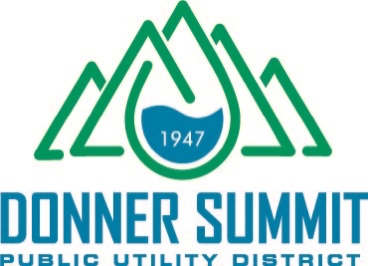 1947
DONNER SUMMIT
PUBLIC UTILITY DISTRICT